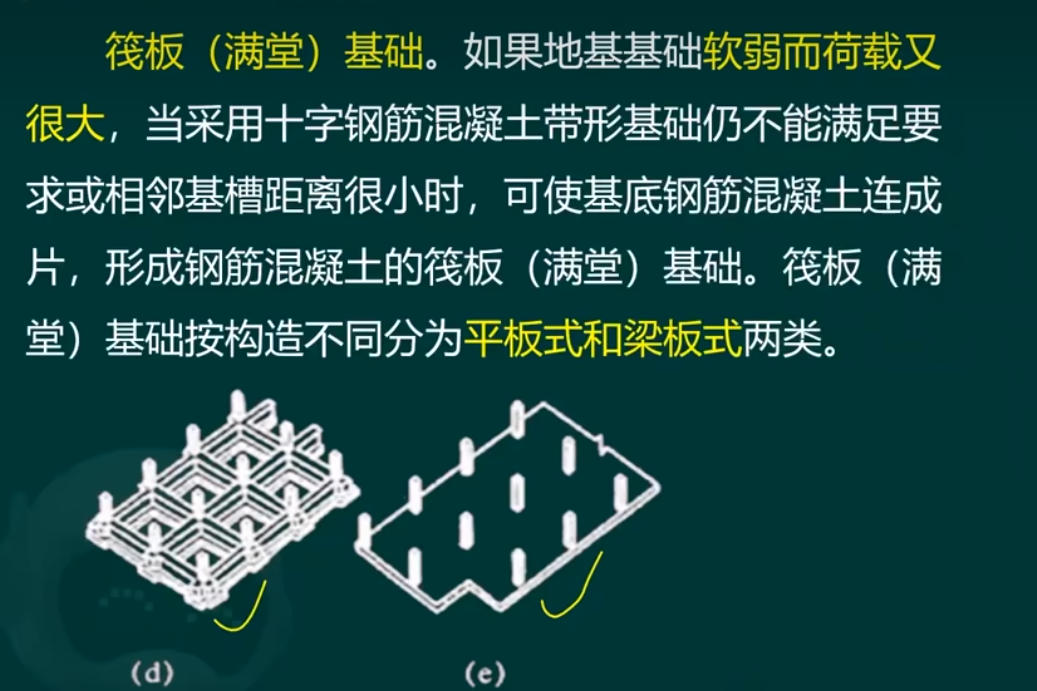 筏板（满堂）基础。如果地基基础软弱而荷载又
很大，当采用十字钢筋混凝土带形基础仍不能满足要
求或相邻基槽距离很小时，可使基底钢筋混凝土连成
片，形成钢筋混凝土的筏板（满堂）基础。筏板（满
堂）基础按构造不同分为平板式和梁板式两类。
(d) (e)